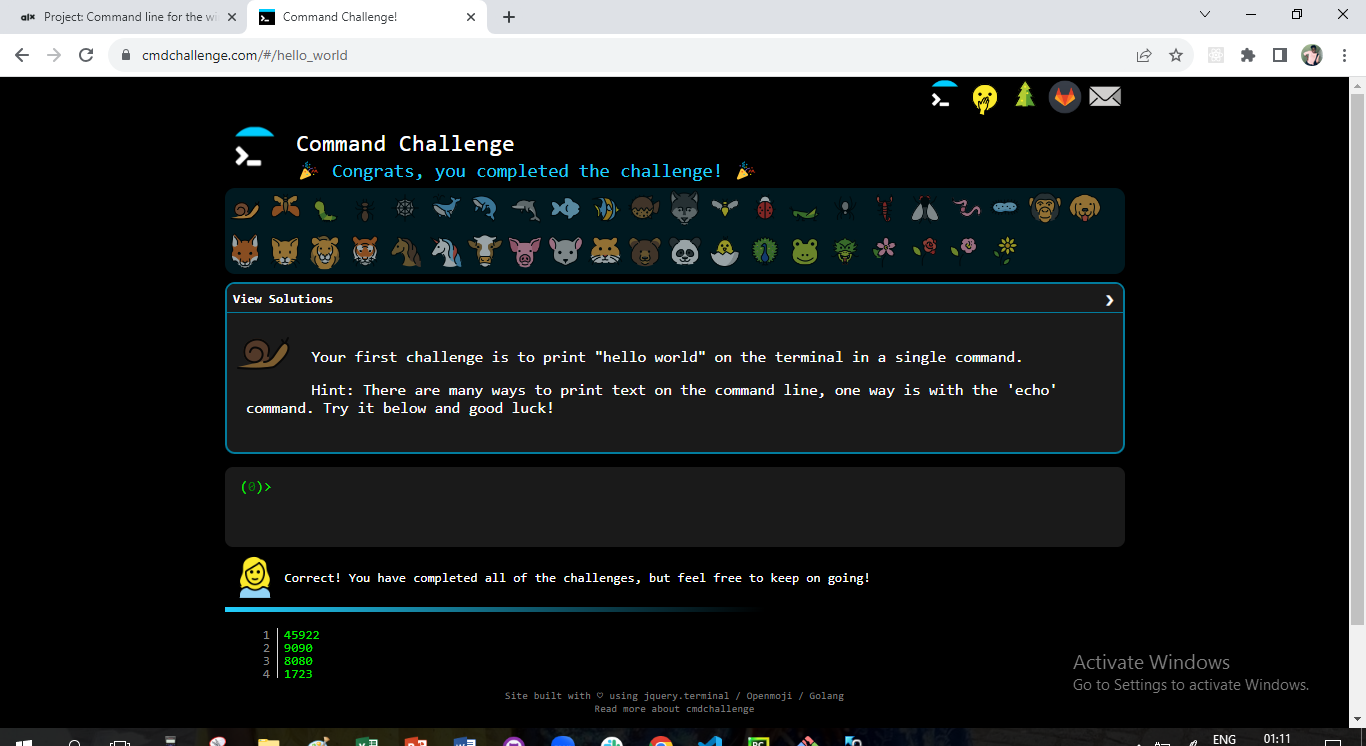 alx Project: Command line for the wi
Command Challenge!
cmdchallenge.com/#/hello_world
Command Challenge
Congrats, you completed the challenge!
View Solutions
Your first challenge is to print "hello world" on the terminal in a single command.
Hint: There are many ways to print text on the command line, one way is with the 'echo'
command. Try it below and good luck!
(0)>
Correct! You have completed all of the challenges, but feel free to keep on going!
1 45922
2 9090
3 8080
4 1723
Activate Windows
Go to Settings to activate Windows.
Site built with ♡ using jquery.terminal / Openmoji / Golang
Read more about cmdchallenge
ENG
01:11